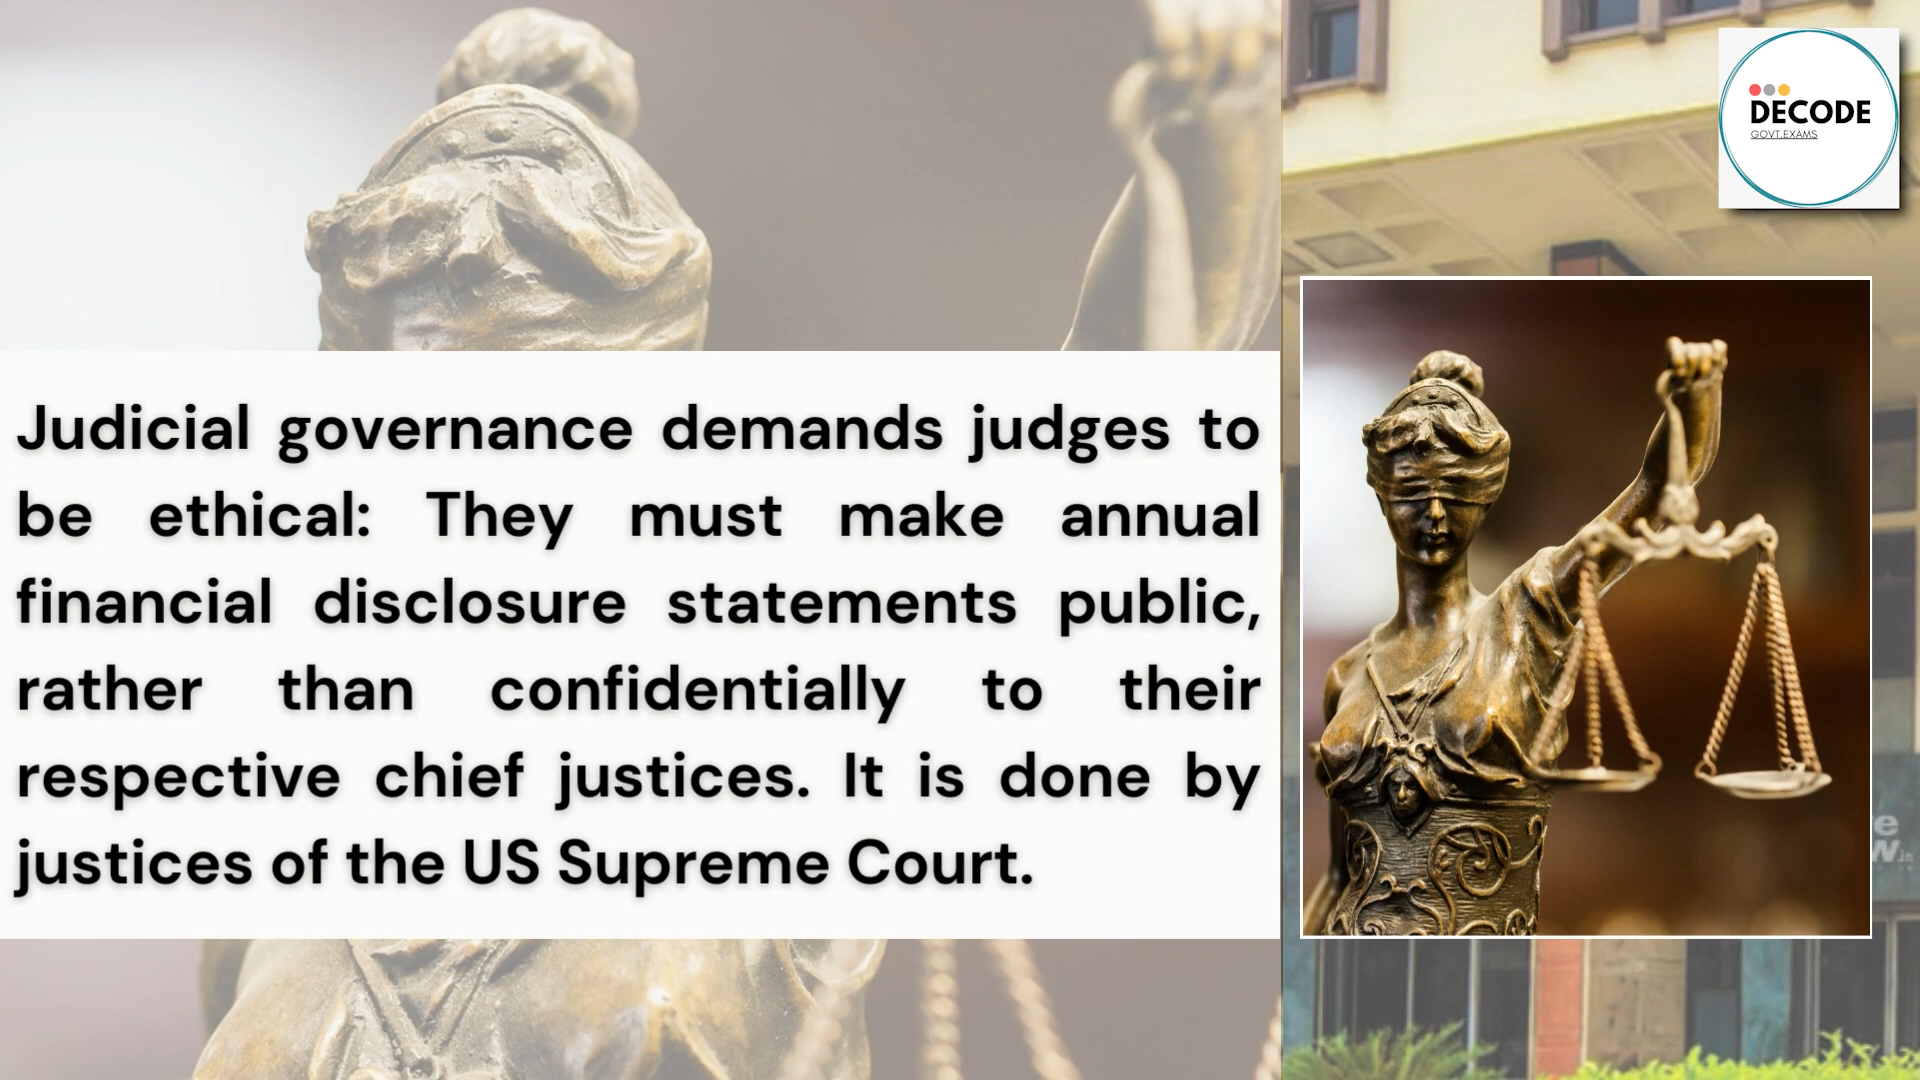 DECODE
GOVT.EXAMS
Judicial governance demands judges to
be ethical: They must make annual
financial disclosure statements public,
rather than confidentially to their
respective chief justices. It is done by
justices of the US Supreme Court.